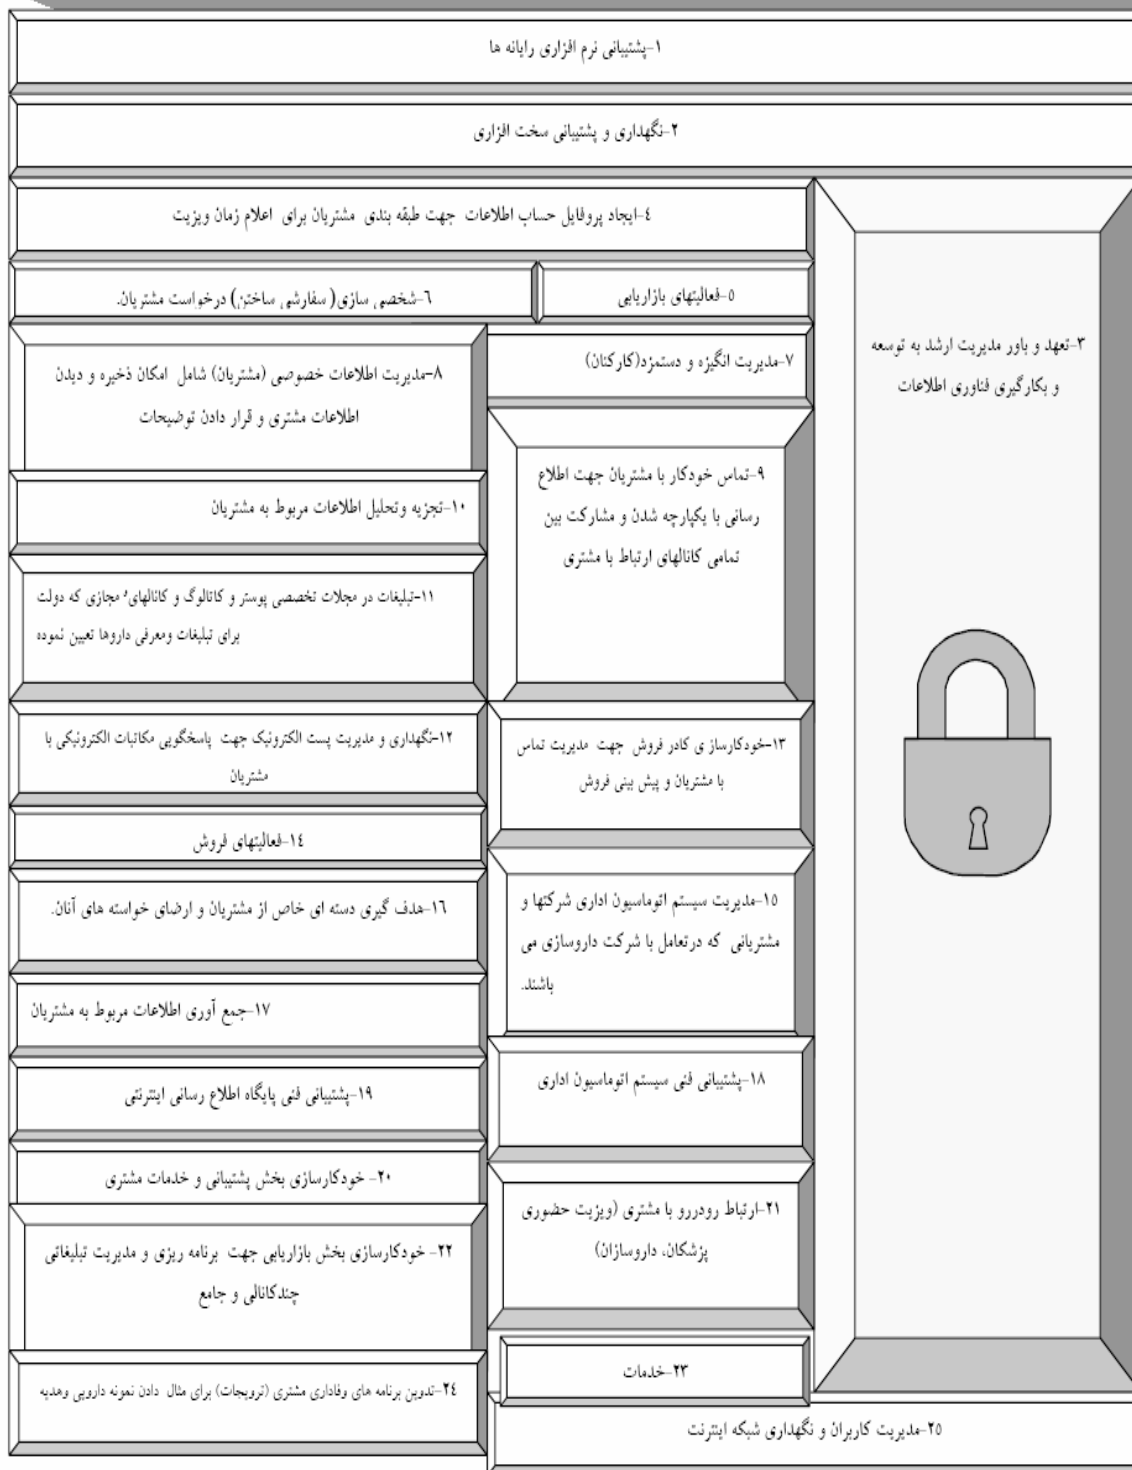 ۱-پشتیبانی نرم افزاری رایانه ها
۲-نگهداری و پشتیبانی سخت افزاری
۳-تعهد و باور مدیریت ارشد به توسعه
و بکارگیری فناوری اطلاعات
٤-ایجاد پروفایل حساب اطلاعات جهت طبقه بندی مشتریان برای اعلام زمان ویزیت
٥-فعالیتهای بازاریابی
٦-شخصی سازی( سفارشی ساختن) درخواست مشتریان.
۷-مدیریت انگیزه و دستمزد(کارکنان)
۸-مدیریت اطلاعات خصوصی (مشتریان) شامل امکان ذخیره و دیدن
اطلاعات مشتری و قرار دادن توضیحات
۹-تماس خودکار با مشتریان جهت اطلاع
رسانی با یکپارچه شدن و مشارکت بین
تمامی کانالهای ارتباط با مشتری
۱۰-تجزیه وتحلیل اطلاعات مربوط به مشتریان
۱۱-تبلیغات در مجلات تخصصی پوستر و کاتالوگ و کانالهای مجازی که دولت
برای تبلیغات ومعرفی داروها تعیین نموده
۱۲-نگهداری و مدیریت پست الکترونیک جهت پاسخگویی مکاتبات الکترونیکی با
مشتریان
۱۳-خودکارساز ی کادر فروش جهت مدیریت تماس
با مشتریان و پیش بینی فروش
۱٤-فعالیتهای فروش
۱٥-مدیریت سیستم اتوماسیون اداری شرکتها و
مشتریانی که درتعامل با شرکت داروسازی می
باشند.
۱٦-هدف گیری دسته ای خاص از مشتریان و ارضای خواسته های آنان.
۱۷-جمع آوری اطلاعات مربوط به مشتریان
۱۸-پشتیبانی فنی سیستم اتوماسیون اداری
۱۹-پشتیبانی فنی پایگاه اطلاع رسانی اینترنتی
۲۰- خودکارسازی بخش پشتیبانی و خدمات مشتری
۲۱-ارتباط رودررو با مشتری (ویزیت حضوری
پزشکان، داروسازان)
۲۲- خودکارسازی بخش بازاریابی جهت برنامه ریزی و مدیریت تبلیغاتی
چندکانالی و جامع
۲۳-خدمات
۲٤-تدوین برنامه های وفاداری مشتری (ترویجات) برای مثال دادن نمونه دارویی وهدیه
۲٥-مدیریت کاربران و نگهداری شبکه اینترنت